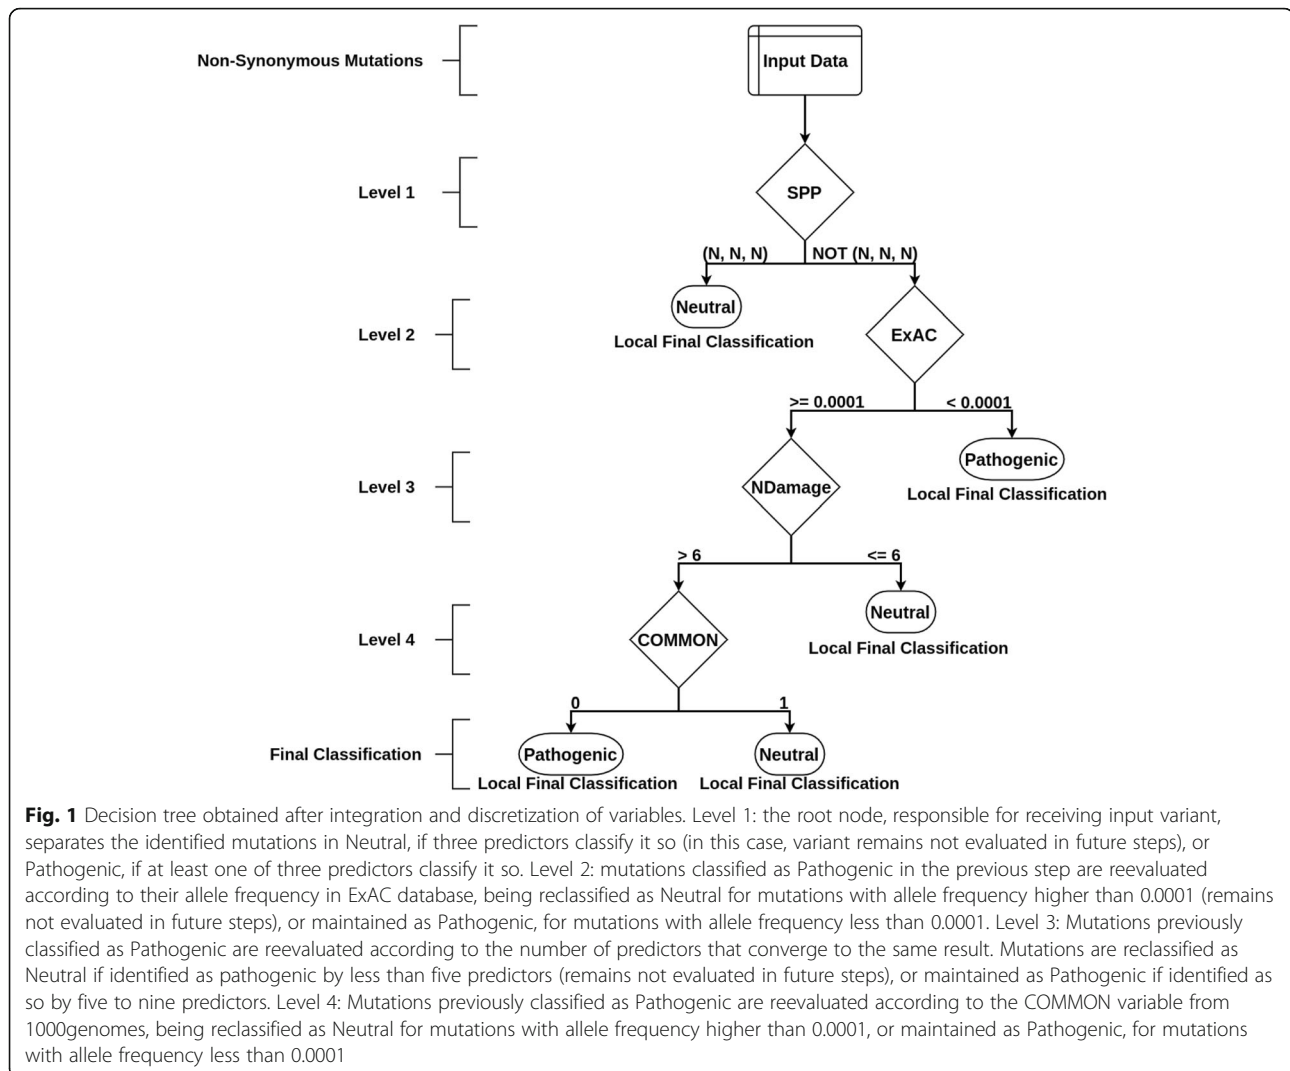 Non-Synonymous Mutations
Input Data
Level 1
SPP
(N, N, N)
NOT (N, N, N)
Level 2
Neutral
Local Final Classification
ExAC
>= 0.0001
< 0.0001
Level 3
NDamage
Pathogenic
Local Final Classification
> 6
<= 6
Level 4
COMMON
Neutral
Local Final Classification
0
1
Final Classification
Pathogenic
Local Final Classification
Neutral
Local Final Classification
Fig. 1 Decision tree obtained after integration and discretization of variables. Level 1: the root node, responsible for receiving input variant,
separates the identified mutations in Neutral, if three predictors classify it so (in this case, variant remains not evaluated in future steps), or
Pathogenic, if at least one of three predictors classify it so. Level 2: mutations classified as Pathogenic in the previous step are reevaluated
according to their allele frequency in ExAC database, being reclassified as Neutral for mutations with allele frequency higher than 0.0001 (remains
not evaluated in future steps), or maintained as Pathogenic, for mutations with allele frequency less than 0.0001. Level 3: Mutations previously
classified as Pathogenic are reevaluated according to the number of predictors that converge to the same result. Mutations are reclassified as
Neutral if identified as pathogenic by less than five predictors (remains not evaluated in future steps), or maintained as Pathogenic if identified as
so by five to nine predictors. Level 4: Mutations previously classified as Pathogenic are reevaluated according to the COMMON variable from
1000genomes, being reclassified as Neutral for mutations with allele frequency higher than 0.0001, or maintained as Pathogenic, for mutations
with allele frequency less than 0.0001